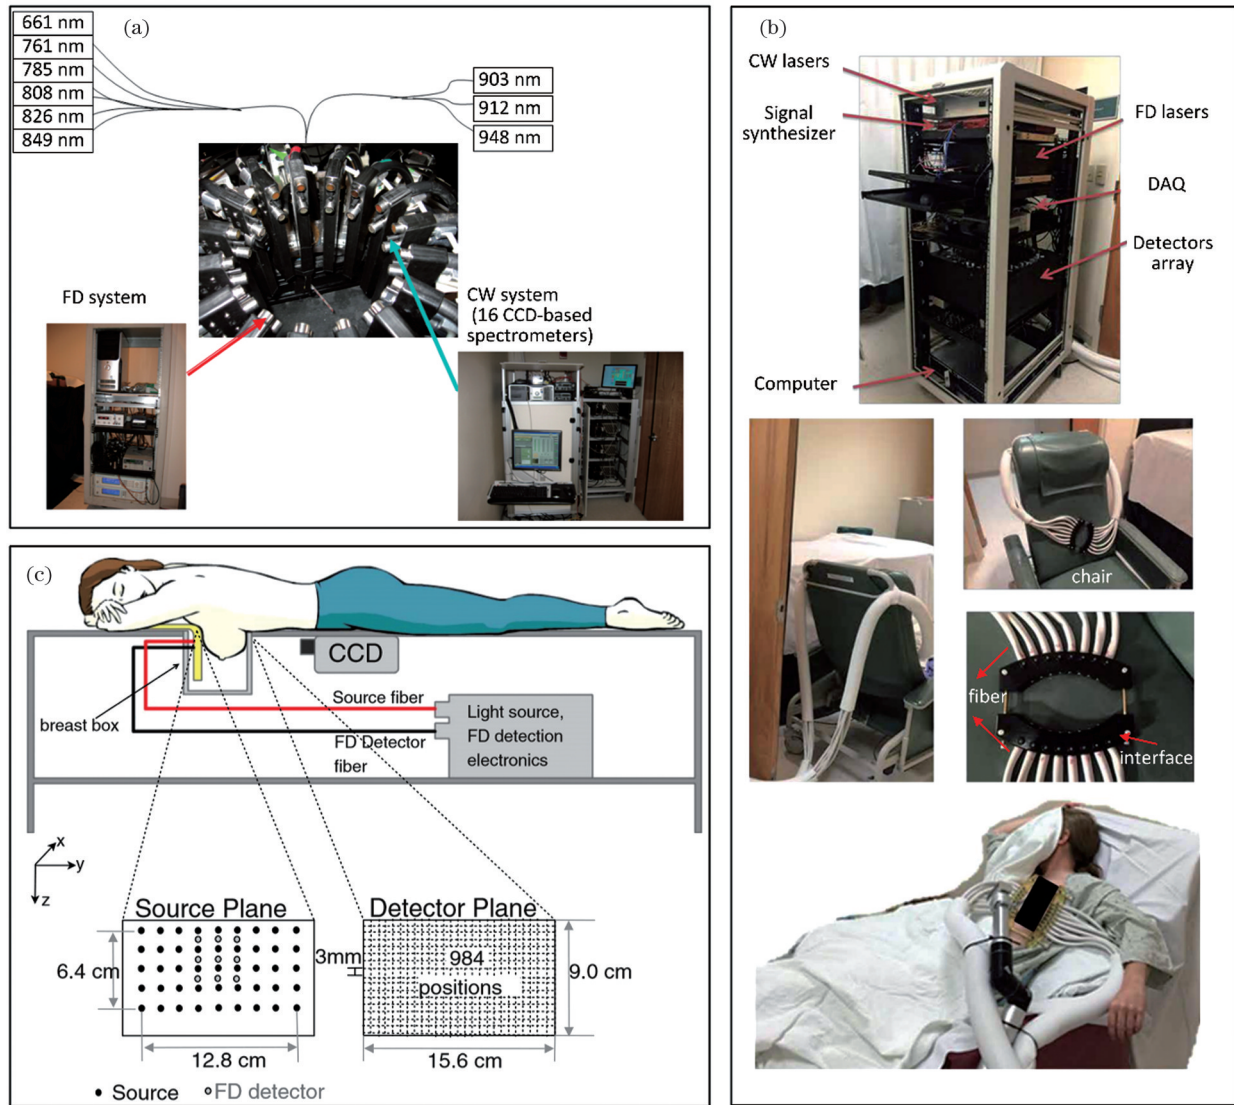 (a)
661 nm
761 nm
785 nm
808 nm
826 nm
849 nm
903 nm
912 nm
948 nm
FD system
CW system
(16 CCD-based
spectrometers)
(b)
CW lasers
Signal
synthesizer
FD lasers
DAQ
Detectors
array
Computer
chair
fiber
interface
(c)
CCD
breast box
Source fiber
FD Detector
fiber
Light source,
FD detection
electronics
x
y
z
Source Plane
6.4 cm
12.8 cm
Detector Plane
3mm
984
positions
9.0 cm
15.6 cm
Source
FD detector